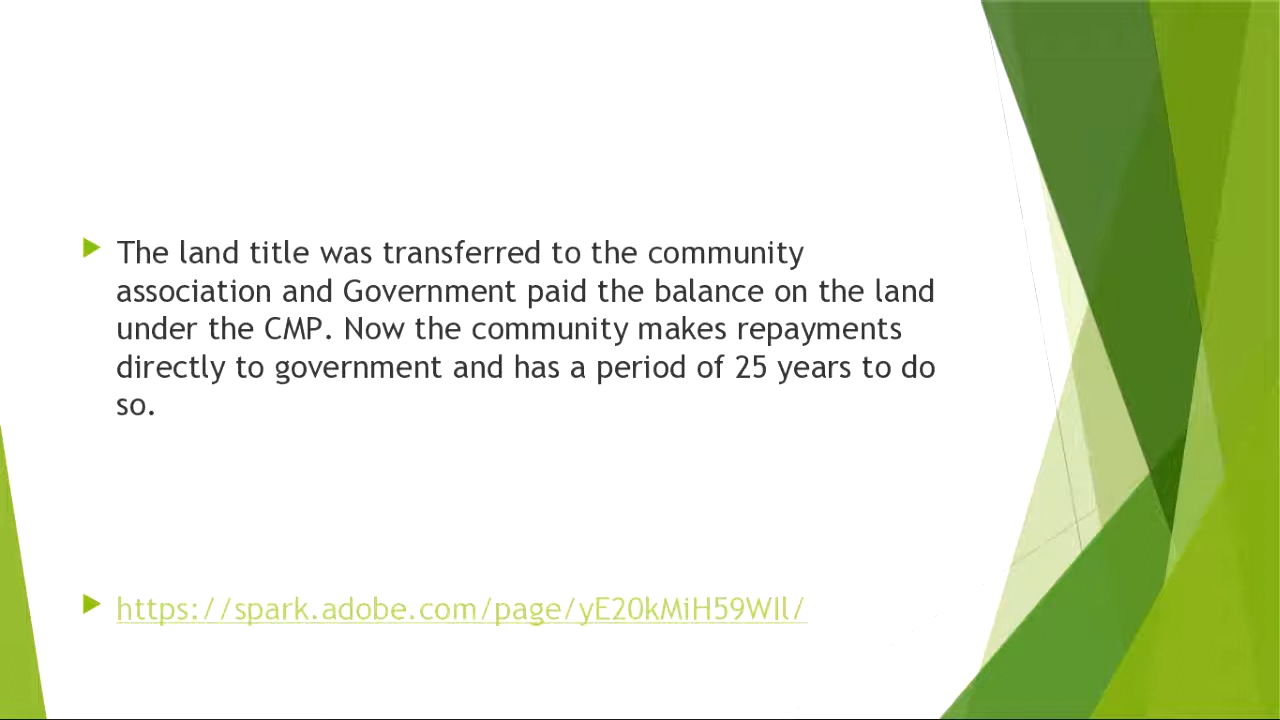 The land title was transferred to the community
association and Government paid the balance on the land
under the CMP. Now the community makes repayments
directly to government and has a period of 25 years to do
so.
https://spark.adobe.com/page/yE20kMiH59WIl/